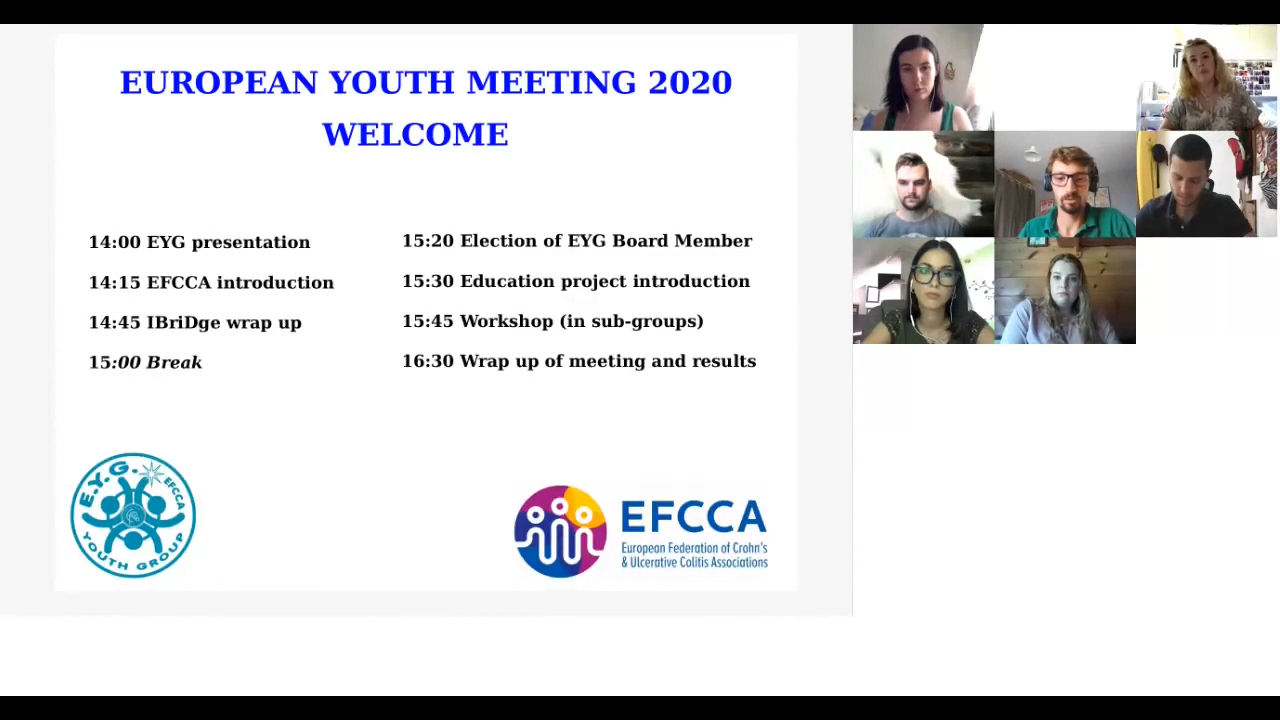 EUROPEAN YOUTH MEETING 2020
WELCOME
14:00 EYG presentation
14:15 EFCCA introduction
14:45 IBriDge wrap up
15:00 Break
15:20 Election of EYG Board Member
15:30 Education project introduction
15:45 Workshop (in sub-groups)
16:30 Wrap up of meeting and results
E.Y.G.
EFCCA
YOUTH GROUP
EFCCA
European Federation of Crohn's
& Ulcerative Colitis Associations